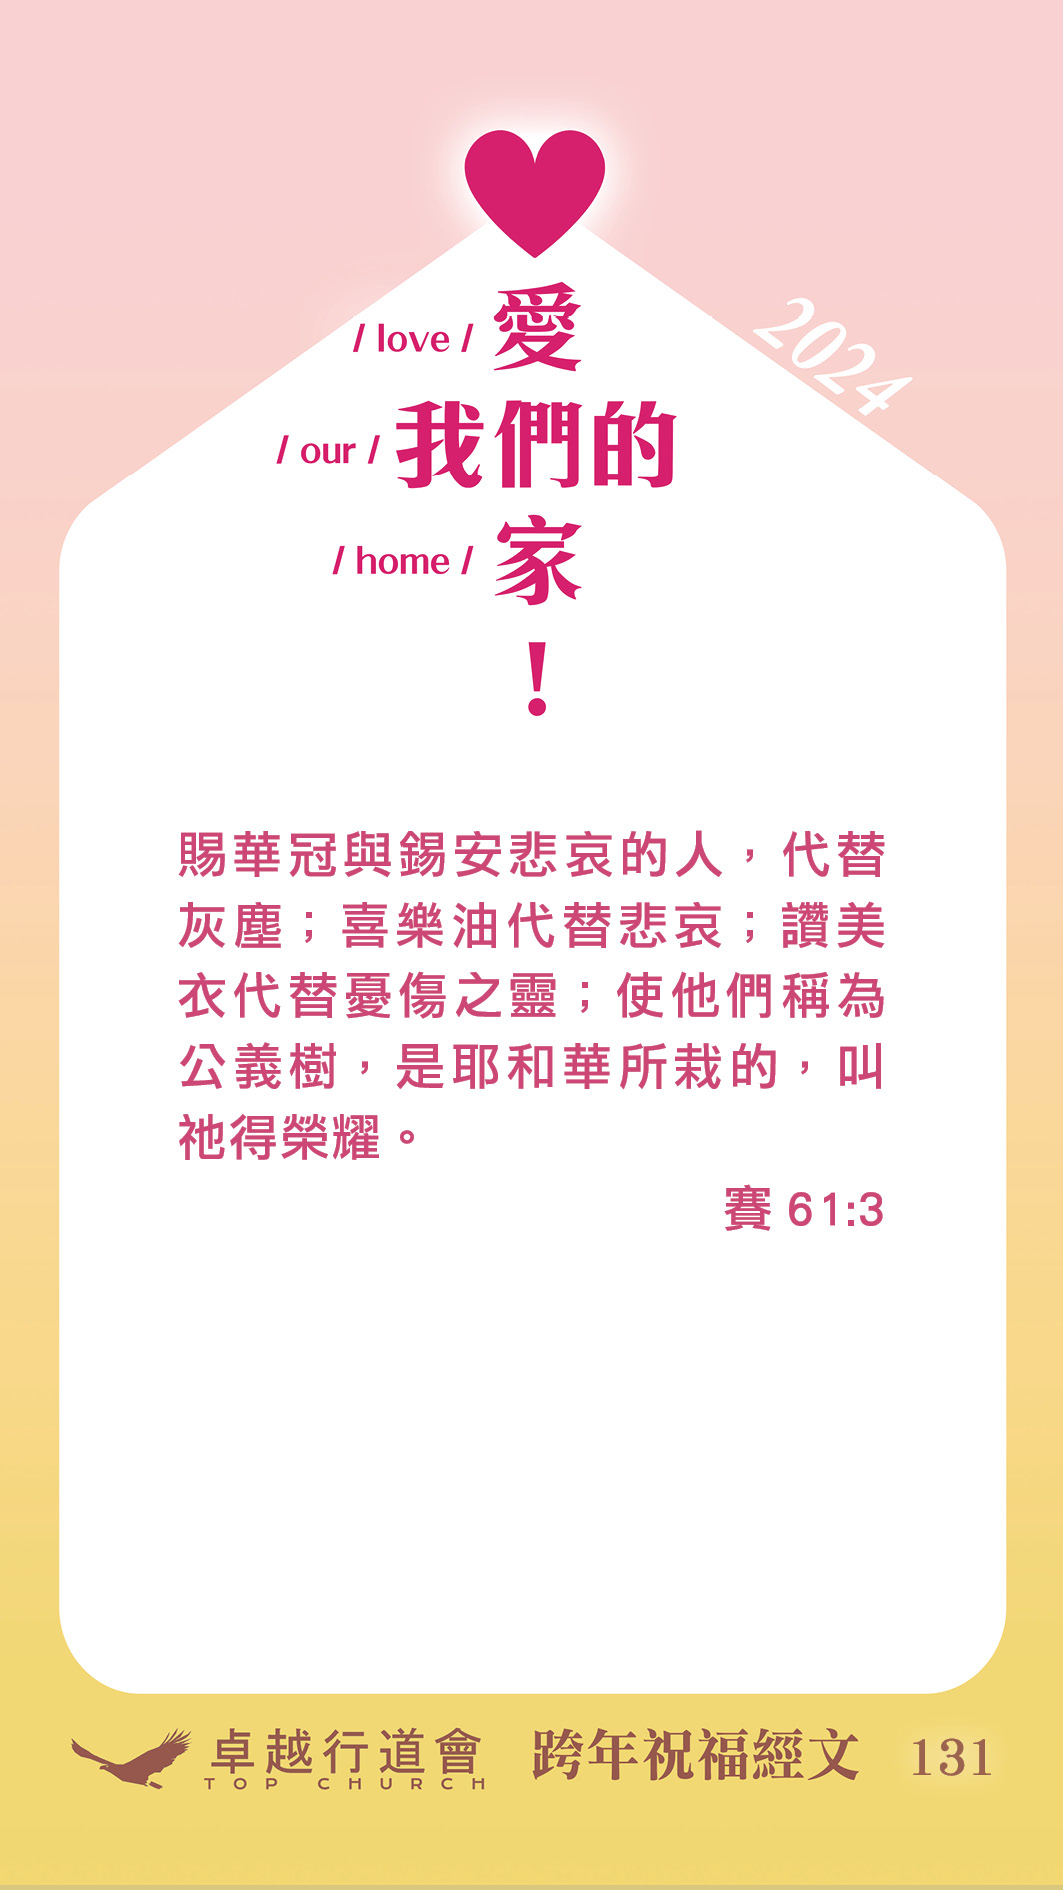 2024
/ love / 愛
/ our / 我們的
/ home / 家
！
賜華冠與錫安悲哀的人，代替
灰塵；喜樂油代替悲哀；讚美
衣代替憂傷之靈；使他們稱為
公義樹，是耶和華所栽的，叫
祂得榮耀。
賽 61:3
卓越行道會 跨年祝福經文 131
TOP CHURCH